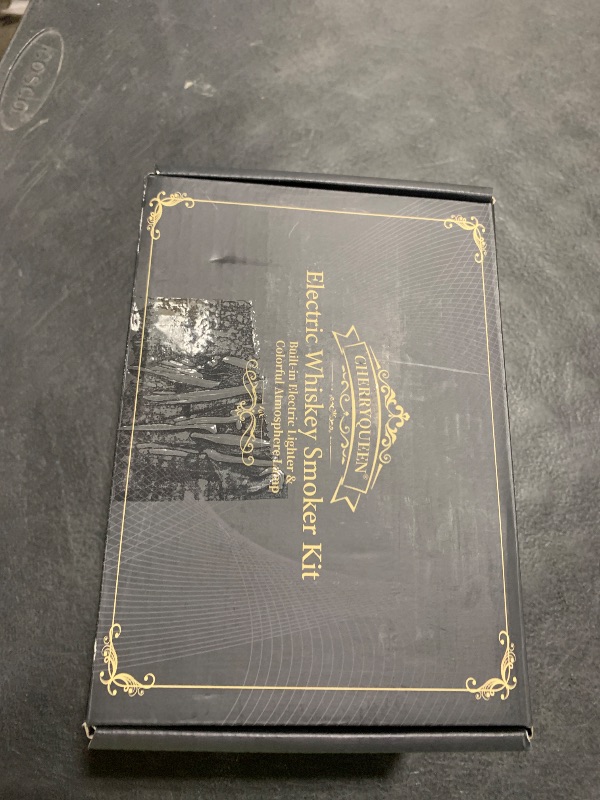 CHERRYQUEEN®
Electric Whiskey Smoker Kit
Built-in Electric Lighter &
Colorful Atmosphere Lamp